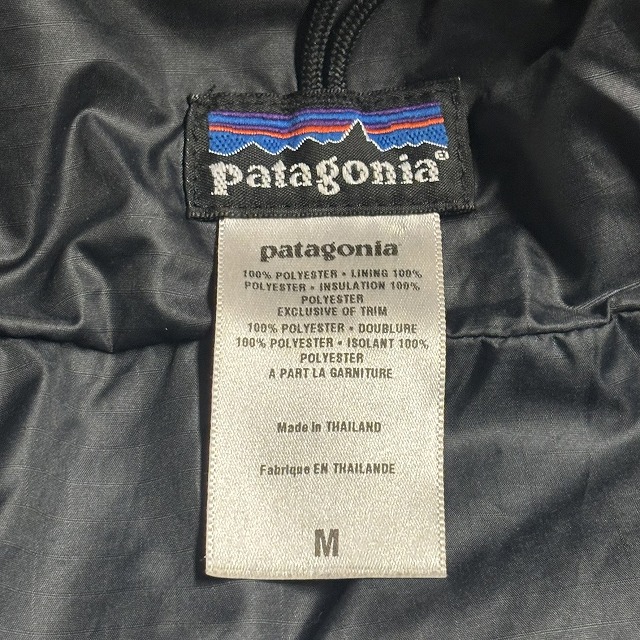 patagonia®
patagonia
100% POLYESTER • LINING 100%
POLYESTER • INSULATION 100%
POLYESTER
EXCLUSIVE OF TRIM
100% POLYESTER • DOUBLURE
100% POLYESTER • ISOLANT 100%
POLYESTER
A PART LA GARNITURE
Made in THAILAND
Fabrique EN THAILANDE
M